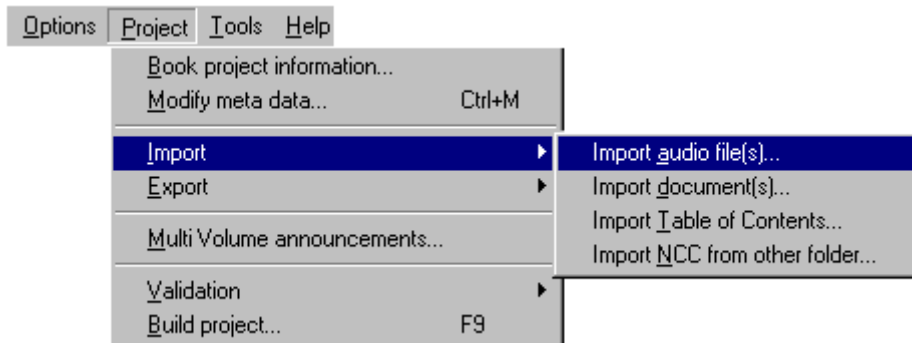 Options Project Tools Help
Book project information...
Modify meta data... Ctrl+M
Import
Export
Multi Volume announcements...
Validation
Build project... F9
Import audio file(s)...
Import document(s)...
Import Table of Contents...
Import NCC from other folder...